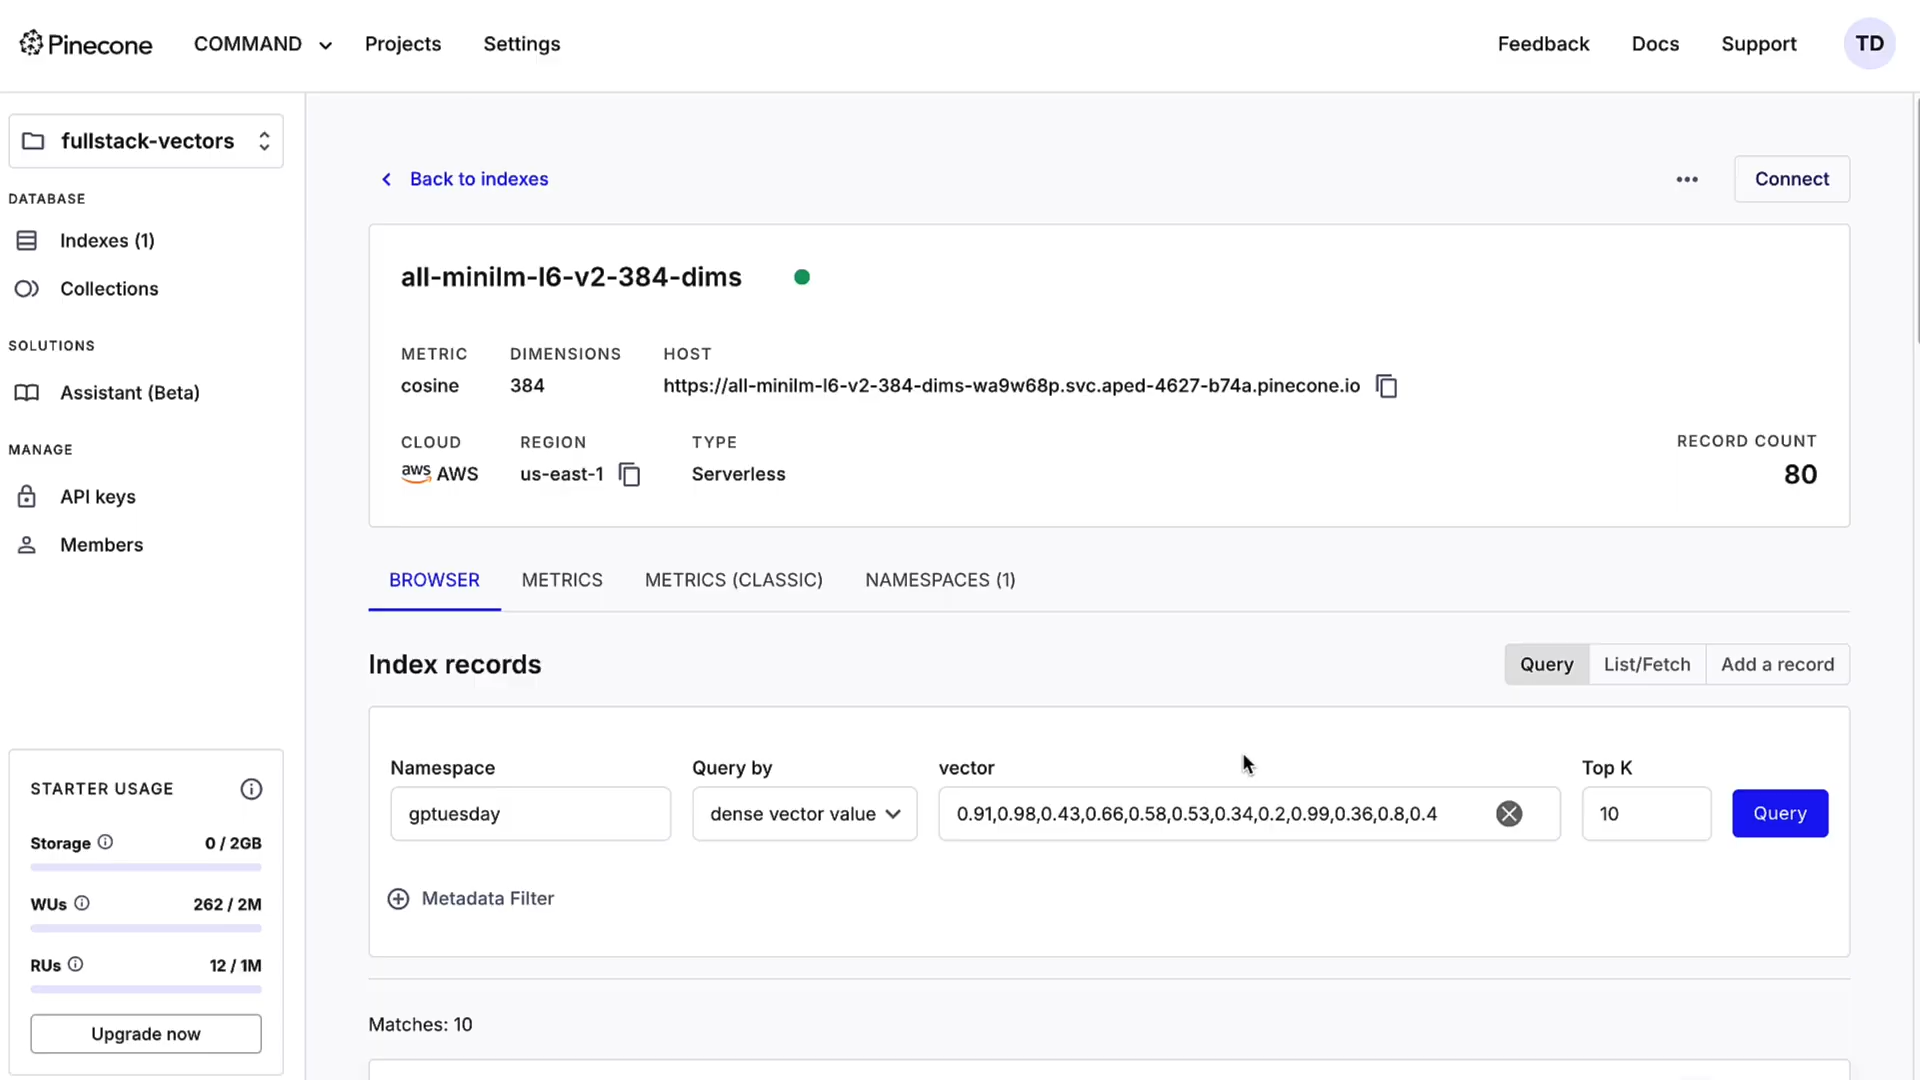 Pinecone
COMMAND
Projects
Settings
Feedback
Docs
Support
TD
fullstack-vectors
DATABASE
Indexes (1)
Collections
SOLUTIONS
Assistant (Beta)
MANAGE
API keys
Members
STARTER USAGE
Storage 0 / 2GB
WUs 262 / 2M
RUs 12 / 1M
Upgrade now
Back to indexes
Connect
all-minilm-l6-v2-384-dims
METRIC DIMENSIONS HOST
cosine 384 https://all-minilm-l6-v2-384-dims-wa9w68p.svc.aped-4627-b74a.pinecone.io
CLOUD REGION TYPE RECORD COUNT
aws AWS us-east-1 Serverless 80
BROWSER METRICS METRICS (CLASSIC) NAMESPACES (1)
Index records
Query List/Fetch Add a record
Namespace Query by vector Top K
gptuesday dense vector value 0.91,0.98,0.43,0.66,0.58,0.53,0.34,0.2,0.99,0.36,0.8,0.4 10 Query
Metadata Filter
Matches: 10